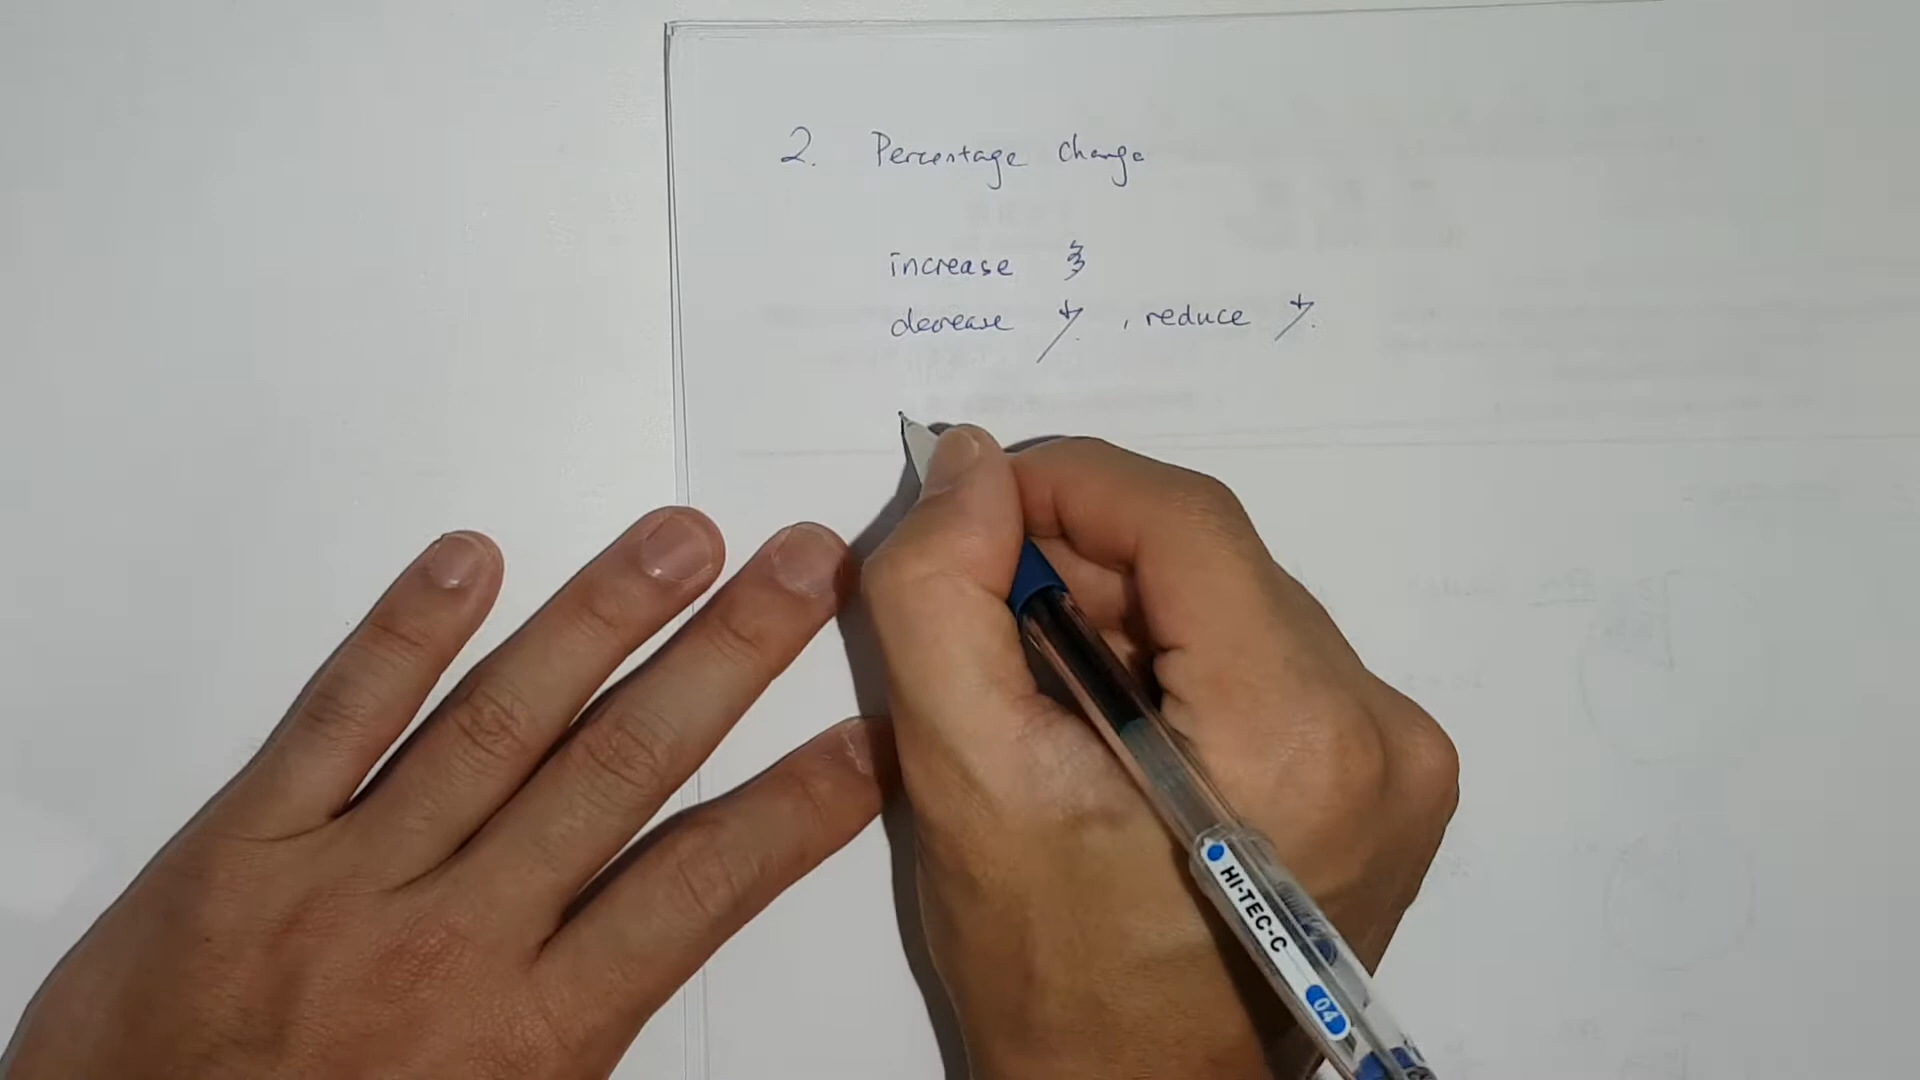 2. Percentage Change
increase 多
decrease 少, reduce 少.
HI-TEC-C
04